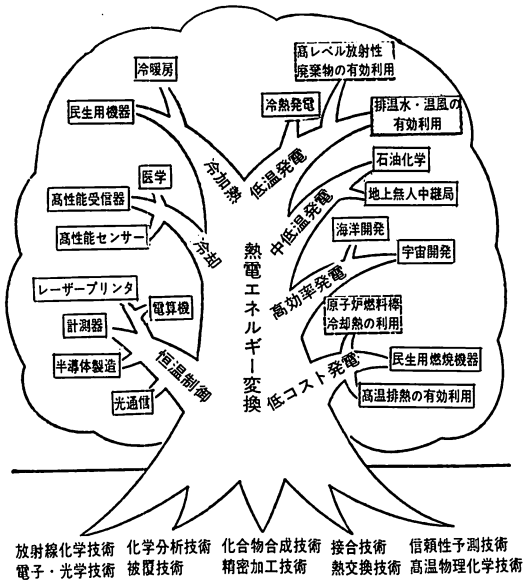 高レベル放射性
廃棄物の有効利用
冷暖房
冷熱発電
民生用機器
排温水・温風の
有効利用
冷加熱
低温発電
石油化学
医学
地上無人中継局
高性能受信器
中低温発電
海洋開発
高性能センサー
冷却
宇宙開発
熱電エネルギー変換
高効率発電
レーザープリンタ
電算機
原子炉燃料棒
冷却熱の利用
計測器
恒温制御
低コスト発電
民生用燃焼機器
半導体製造
高温排熱の有効利用
光通信
放射線化学技術 化学分析技術 化合物合成技術 接合技術 信頼性予測技術
電子・光学技術 被覆技術 精密加工技術 熱交換技術 高温物理化学技術